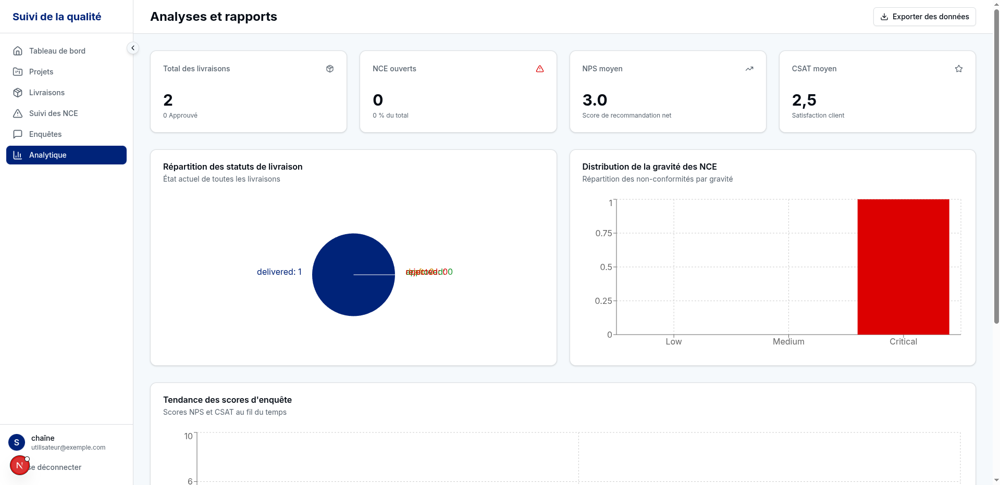 Suivi de la qualité
Analyses et rapports
Exporter des données
Tableau de bord
Projets
Livraisons
Suivi des NCE
Enquêtes
Analytique
Total des livraisons
2
0 Approuvé
NCE ouverts
0
0 % du total
NPS moyen
3.0
Score de recommandation net
CSAT moyen
2,5
Satisfaction client
Répartition des statuts de livraison
État actuel de toutes les livraisons
delivered: 1
Distribution de la gravité des NCE
Répartition des non-conformités par gravité
1
0.75
0.5
0.25
0
Low
Medium
Critical
Tendance des scores d'enquête
Scores NPS et CSAT au fil du temps
10
6
S
chaîne
utilisateur@exemple.com
N
se déconnecter